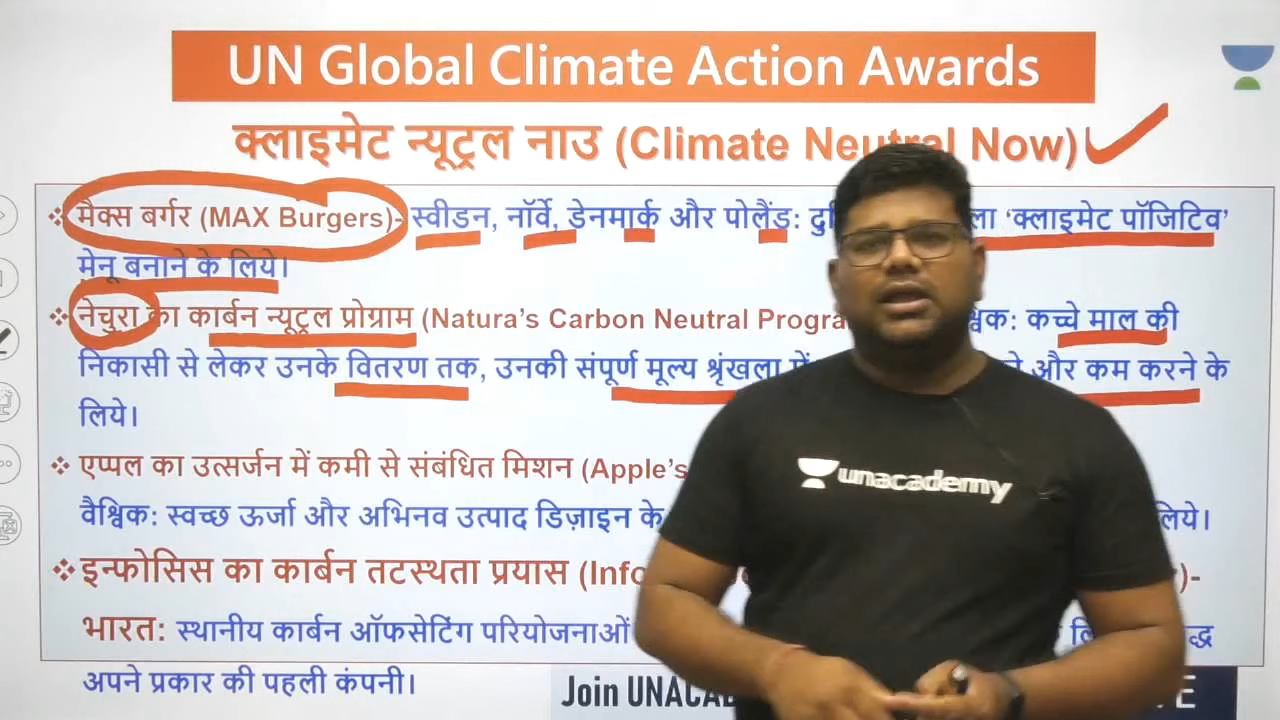 UN Global Climate Action Awards
क्लाइमेट न्यूट्रल नाउ (Climate Neutral Now)
❖ मैक्स बर्गर (MAX Burgers)- स्वीडन, नॉर्वे, डेनमार्क और पोलैंड: ला ‘क्लाइमेट पॉजिटिव’
मेनू बनाने के लिये।
❖ नेचुरा का कार्बन न्यूट्रल प्रोग्राम (Natura’s Carbon Neutral कच्चे माल की
निकासी से लेकर उनके वितरण तक, उनकी संपूर्ण मूल्य श्रृंखला में और कम करने के
लिये।
❖ एप्पल का उत्सर्जन में कमी से संबंधित मिशन (Apple’s
वैश्विक: स्वच्छ ऊर्जा और अभिनव उत्पाद डिज़ाइन के लिये।
❖ इन्फोसिस का कार्बन तटस्थता प्रयास )-
भारत: स्थानीय कार्बन ऑफसेटिंग परियोजनाओं
अपने प्रकार की पहली कंपनी।
unacademy
Join